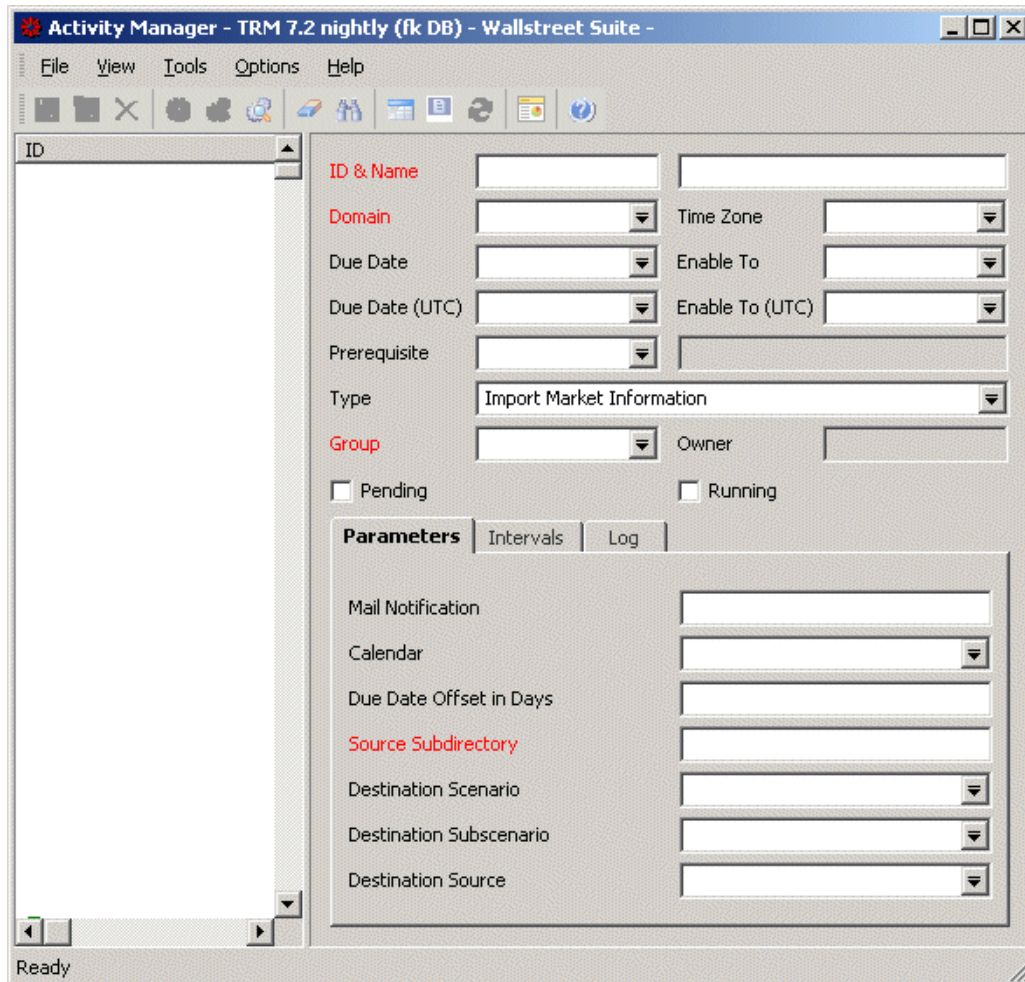 Activity Manager - TRM 7.2 nightly (fk DB) - Wallstreet Suite -
File View Tools Options Help
ID
ID & Name
Domain Time Zone
Due Date Enable To
Due Date (UTC) Enable To (UTC)
Prerequisite
Type Import Market Information
Group Owner
Pending Running
Parameters Intervals Log
Mail Notification
Calendar
Due Date Offset in Days
Source Subdirectory
Destination Scenario
Destination Subscenario
Destination Source
Ready